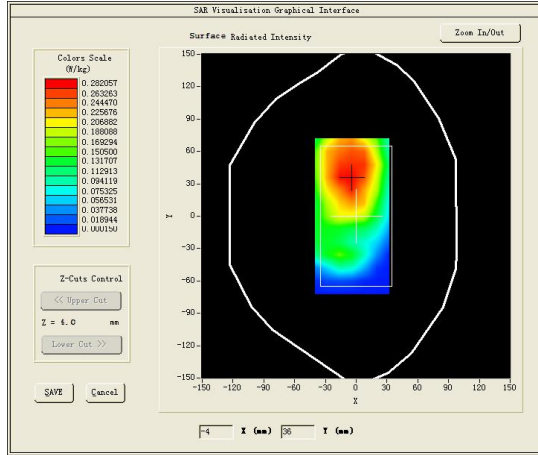 SAR Visualisation Graphical Interface
Surface Radiated Intensity
Zoom In/Out
Colors Scale
(W/kg)
0.282057
0.263263
0.244470
0.225676
0.206882
0.188088
0.169294
0.150500
0.131707
0.112913
0.094119
0.075325
0.056531
0.037738
0.018944
0.000150
150
120
90
60
30
0
-30
-60
-90
-120
-150
Y
-150 -120 -90 -60 -30 0 30 60 90 120 150
X
Z-Cuts Control
<< Upper Cut
Z = 4.0 mm
Lower Cut >>
SAVE
Cancel
-4 X (mm) 36 Y (mm)